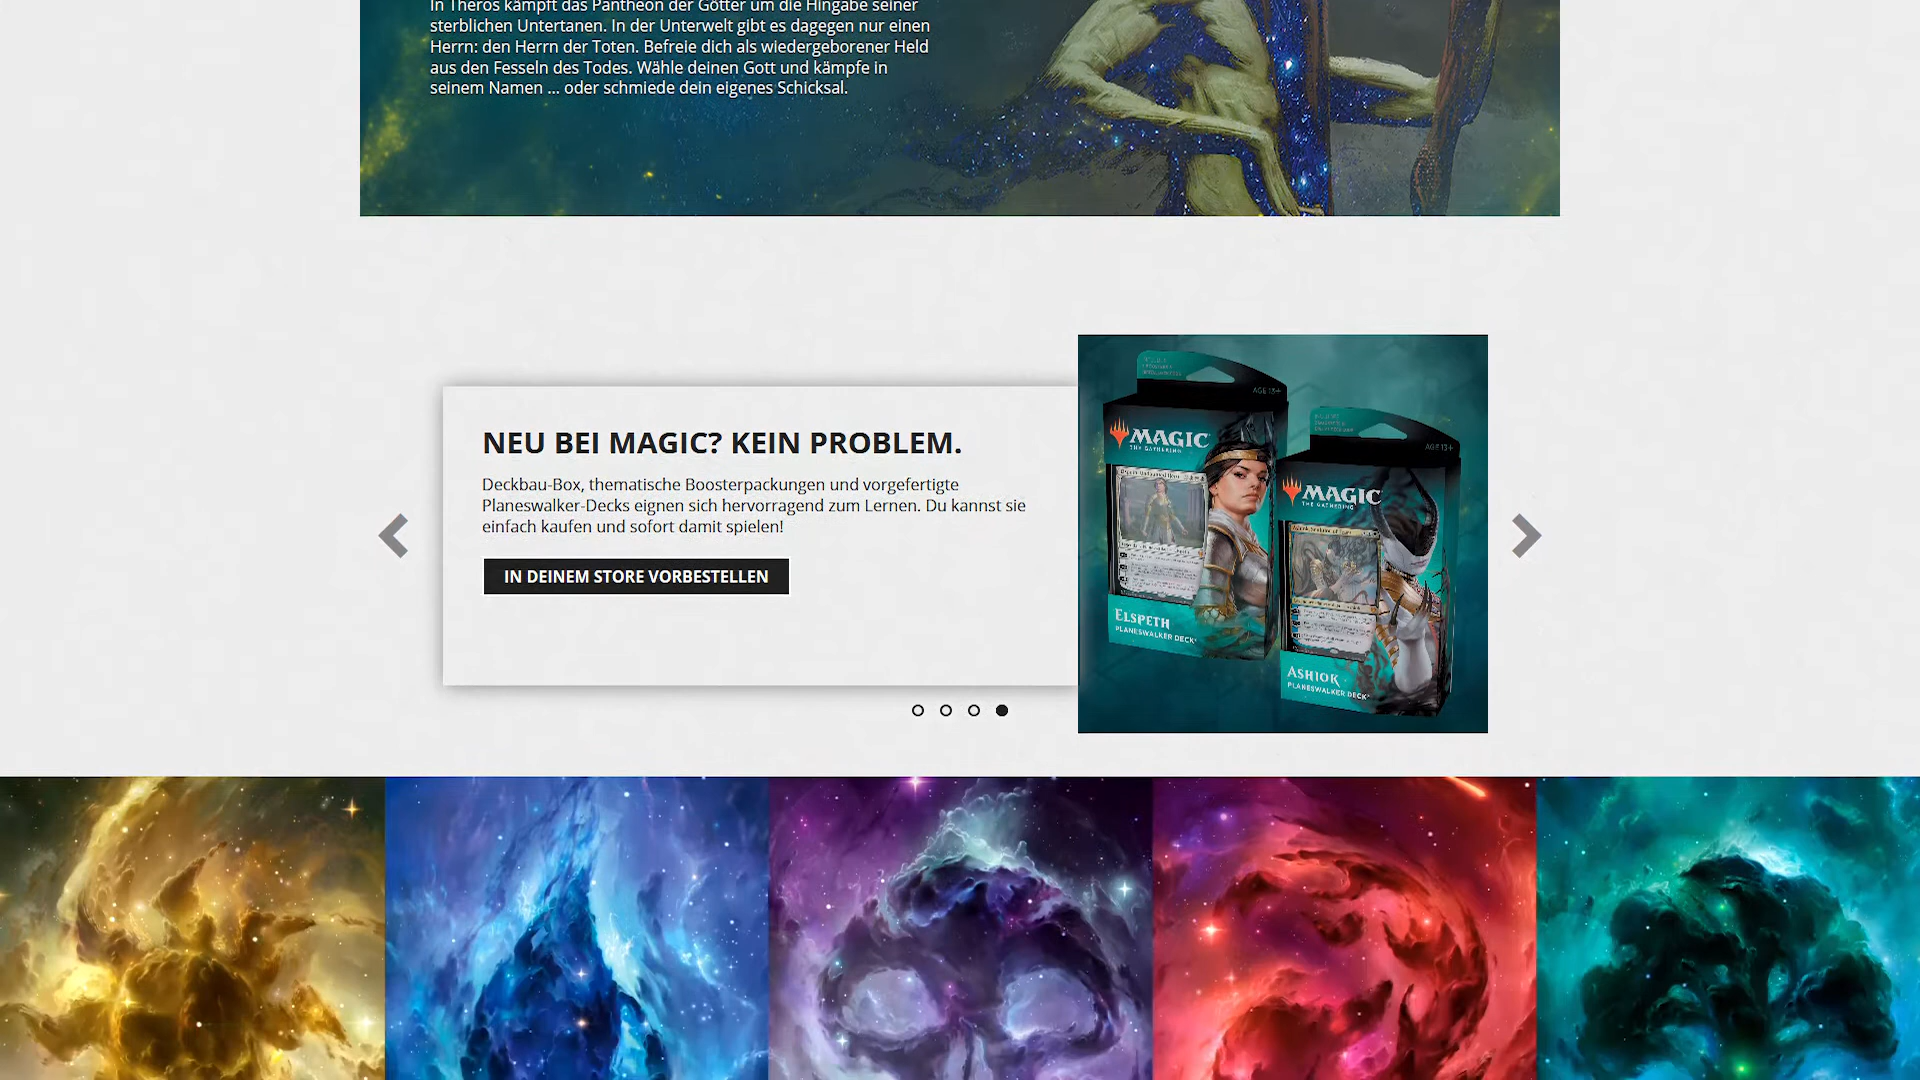 In Theros kämpft das Pantheon der Götter um die Hingabe seiner
sterblichen Untertanen. In der Unterwelt gibt es dagegen nur einen
Herrn: den Herrn der Toten. Befreie dich als wiedergeborener Held
aus den Fesseln des Todes. Wähle deinen Gott und kämpfe in
seinem Namen ... oder schmiede dein eigenes Schicksal.
NEU BEI MAGIC? KEIN PROBLEM.
Deckbau-Box, thematische Boosterpackungen und vorgefertigte
Planeswalker-Decks eignen sich hervorragend zum Lernen. Du kannst sie
einfach kaufen und sofort damit spielen!
IN DEINEM STORE VORBESTELLEN
AGE 13+
MAGIC
THE GATHERING
ELSPETH
PLANESWALKER DECK
AGE 13+
MAGIC
THE GATHERING
ASHIOK
PLANESWALKER DECK